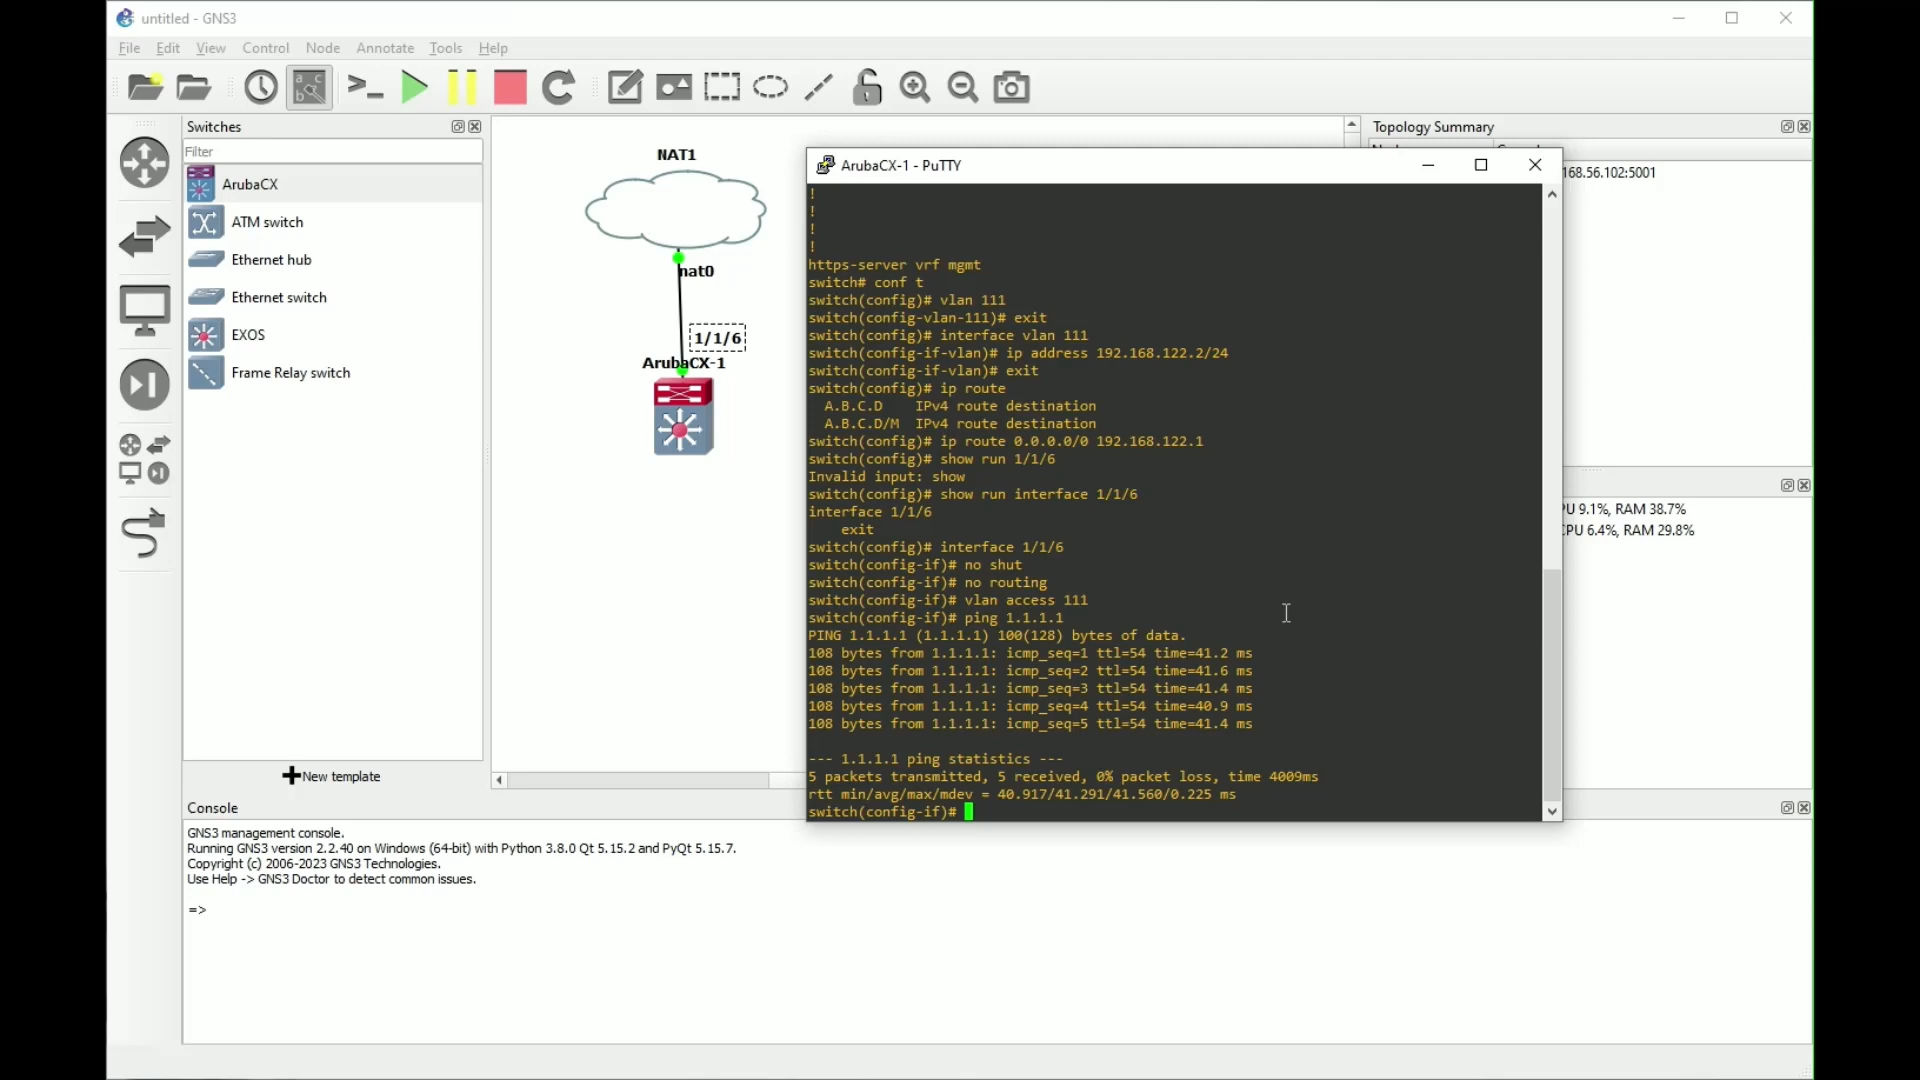 untitled - GNS3
File Edit View Control Node Annotate Tools Help
Switches
Filter
ArubaCX
ATM switch
Ethernet hub
Ethernet switch
EXOS
Frame Relay switch
New template
NAT1
nat0
1/1/6
ArubaCX-1
Topology Summary
168.56.102:5001
PU 9.1%, RAM 38.7%
CPU 6.4%, RAM 29.8%
ArubaCX-1 - PuTTY
!
!
!
!
https-server vrf mgmt
switch# conf t
switch(config)# vlan 111
switch(config-vlan-111)# exit
switch(config)# interface vlan 111
switch(config-if-vlan)# ip address 192.168.122.2/24
switch(config-if-vlan)# exit
switch(config)# ip route
A.B.C.D IPv4 route destination
A.B.C.D/M IPv4 route destination
switch(config)# ip route 0.0.0.0/0 192.168.122.1
switch(config)# show run 1/1/6
Invalid input: show
switch(config)# show run interface 1/1/6
interface 1/1/6
exit
switch(config)# interface 1/1/6
switch(config-if)# no shut
switch(config-if)# no routing
switch(config-if)# vlan access 111
switch(config-if)# ping 1.1.1.1
PING 1.1.1.1 (1.1.1.1) 100(128) bytes of data.
108 bytes from 1.1.1.1: icmp_seq=1 ttl=54 time=41.2 ms
108 bytes from 1.1.1.1: icmp_seq=2 ttl=54 time=41.6 ms
108 bytes from 1.1.1.1: icmp_seq=3 ttl=54 time=41.4 ms
108 bytes from 1.1.1.1: icmp_seq=4 ttl=54 time=40.9 ms
108 bytes from 1.1.1.1: icmp_seq=5 ttl=54 time=41.4 ms
--- 1.1.1.1 ping statistics ---
5 packets transmitted, 5 received, 0% packet loss, time 4009ms
rtt min/avg/max/mdev = 40.917/41.291/41.560/0.225 ms
switch(config-if)#
Console
GNS3 management console.
Running GNS3 version 2.2.40 on Windows (64-bit) with Python 3.8.0 Qt 5.15.2 and PyQt 5.15.7.
Copyright (c) 2006-2023 GNS3 Technologies.
Use Help -> GNS3 Doctor to detect common issues.
=>